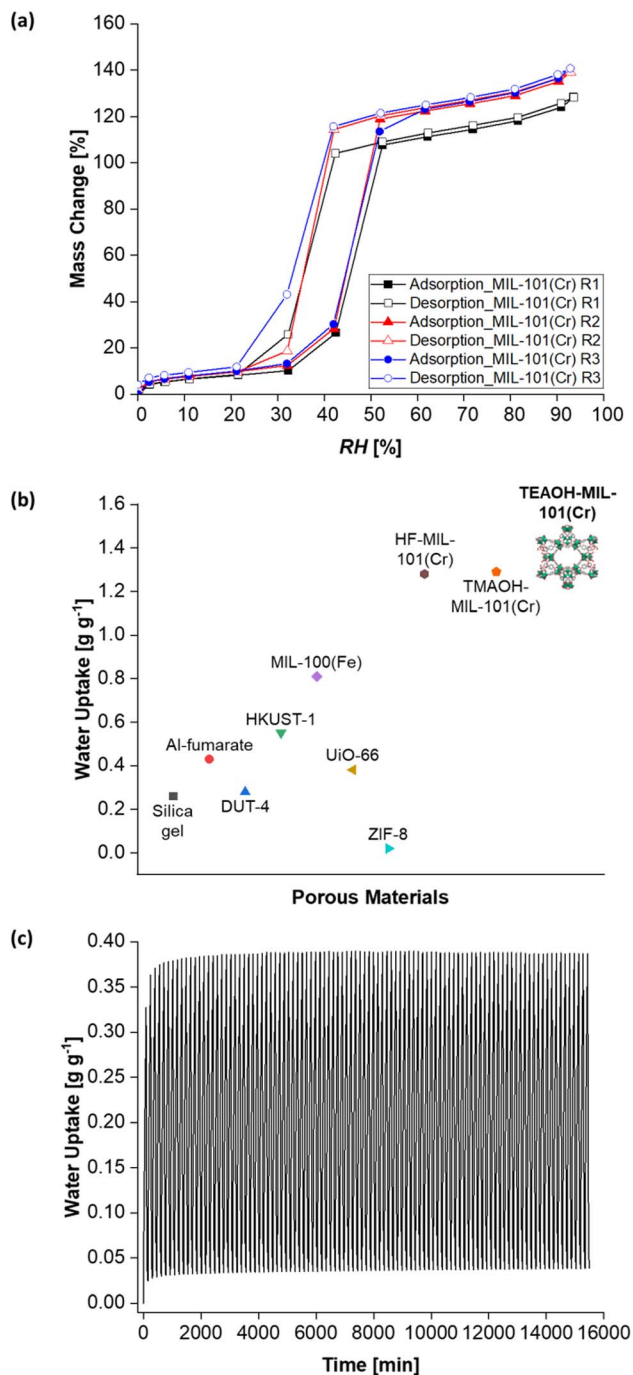 (a)
160
140
120
100
80
60
40
20
0
Mass Change [%]
Adsorption_MIL-101(Cr) R1
Desorption_MIL-101(Cr) R1
Adsorption_MIL-101(Cr) R2
Desorption_MIL-101(Cr) R2
Adsorption_MIL-101(Cr) R3
Desorption_MIL-101(Cr) R3
0 10 20 30 40 50 60 70 80 90 100
RH [%]
(b)
1.6
1.4
1.2
1.0
0.8
0.6
0.4
0.2
0.0
Water Uptake [g g-1]
TEAOH-MIL-
101(Cr)
HF-MIL-
101(Cr)
TMAOH-
MIL-101(Cr)
MIL-100(Fe)
HKUST-1
Al-fumarate
UiO-66
Silica
gel
DUT-4
ZIF-8
Porous Materials
(c)
0.40
0.35
0.30
0.25
0.20
0.15
0.10
0.05
0.00
Water Uptake [g g-1]
0 2000 4000 6000 8000 10000 12000 14000 16000
Time [min]